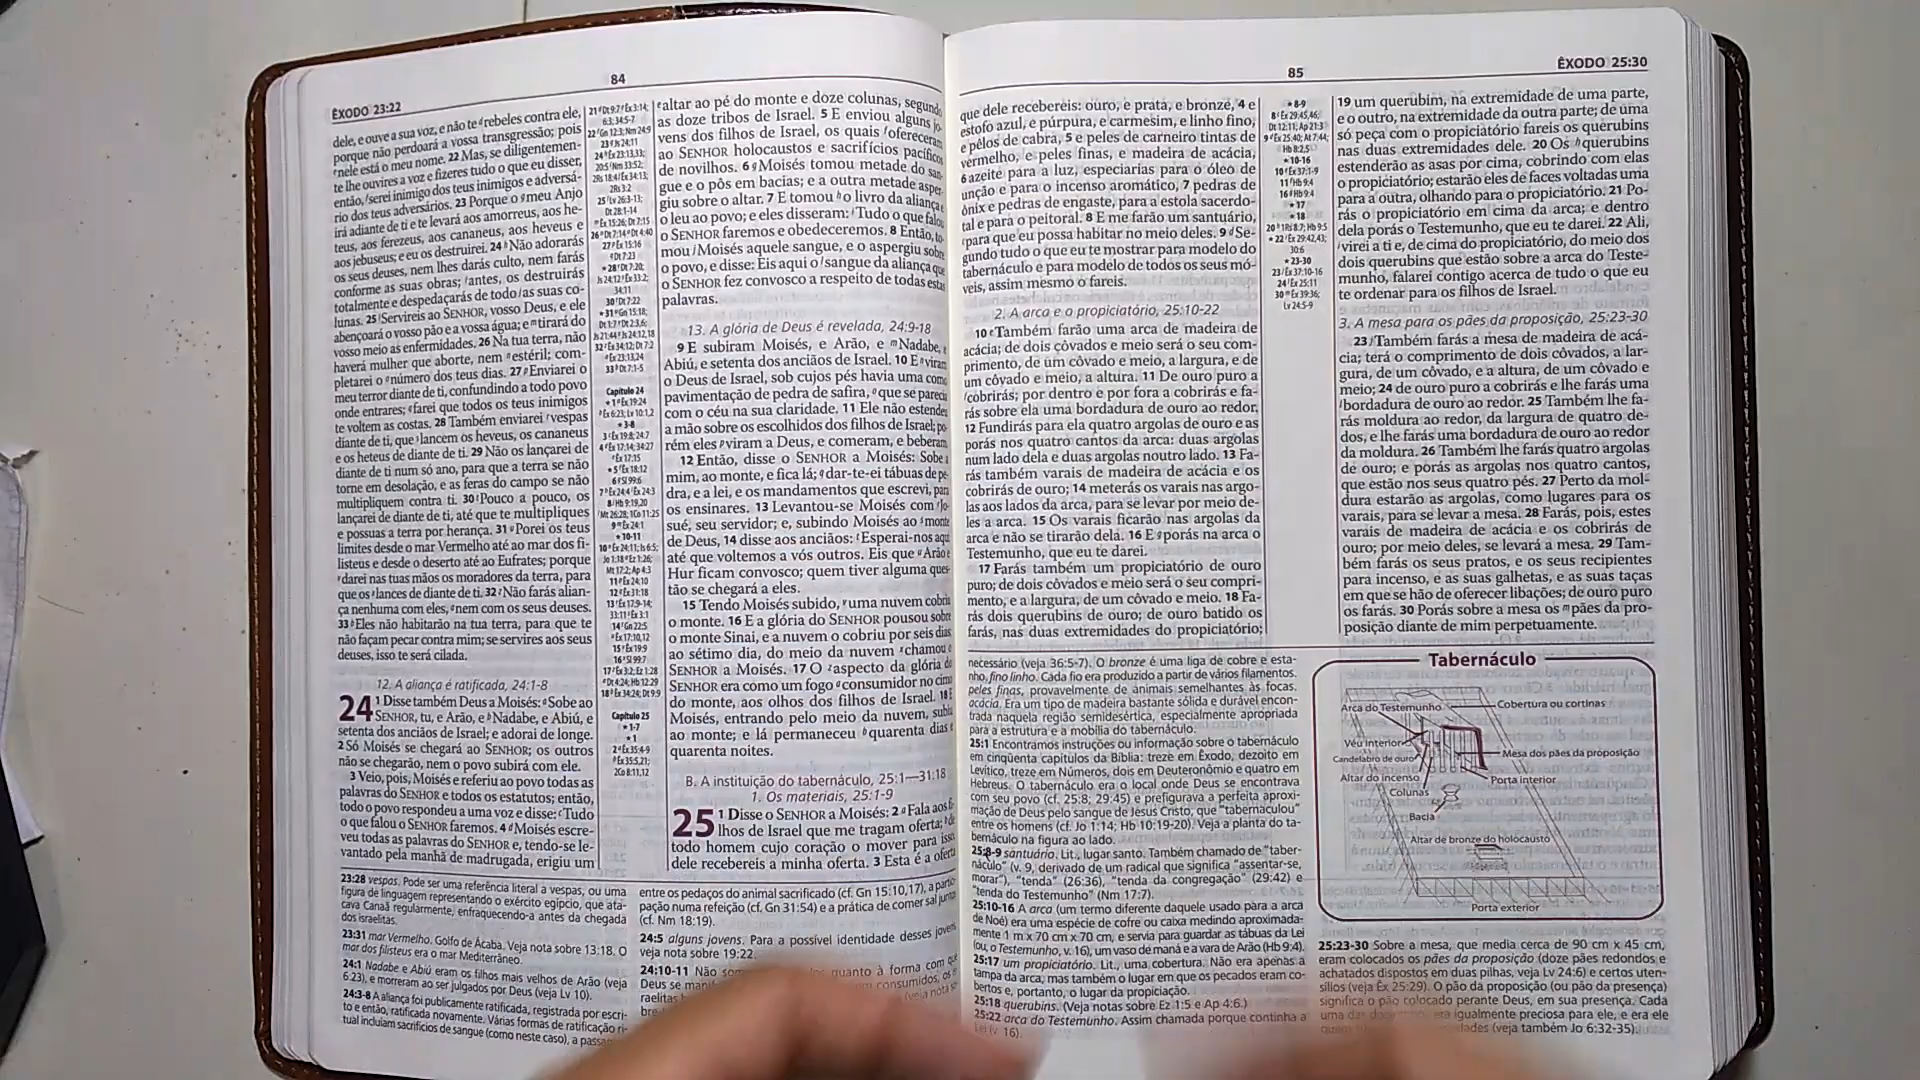 84
ÊXODO 23:22
dele, e ouve a sua voz, e não te rebeles contra ele,
porque não perdoará a vossa transgressão; pois
nele está o meu nome. 22 Mas, se diligentemen-
te lhe ouvires a voz e fizeres tudo o que eu disser,
então, serei inimigo dos teus inimigos e adversá-
rio dos teus adversários. 23 Porque o meu Anjo
irá adiante de ti e te levará aos amorreus, aos he-
teus, aos ferezeus, aos cananeus, aos heveus e
aos jebuseus; e eu os destruirei. 24 Não adorarás
os seus deuses, nem lhes darás culto, nem farás
conforme as suas obras; antes, os destruirás
totalmente e despedaçarás de todo as suas co-
lunas. 25 Servireis ao SENHOR, vosso Deus, e ele
abençoará o vosso pão e a vossa água; e tirará do
vosso meio as enfermidades. 26 Na tua terra, não
haverá mulher que aborte, nem estéril; com-
pletarei o número dos teus dias. 27 Enviarei o
meu terror diante de ti, confundindo a todo povo
onde entrares; farei que todos os teus inimigos
te voltem as costas. 28 Também enviarei vespas
diante de ti, que lancem os heveus, os cananeus
e os heteus de diante de ti. 29 Não os lançarei de
diante de ti num só ano, para que a terra se não
torne em desolação, e as feras do campo se não
multipliquem contra ti. 30 Pouco a pouco, os
lançarei de diante de ti, até que te multipliques
e possuas a terra por herança. 31 Porei os teus
limites desde o mar Vermelho até ao mar dos fi-
listeus e desde o deserto até ao Eufrates; porque
darei nas tuas mãos os moradores da terra, para
que os lances de diante de ti. 32 Não farás alian-
ça nenhuma com eles, nem com os seus deuses.
33 Eles não habitarão na tua terra, para que te
não façam pecar contra mim; se servires aos seus
deuses, isso te será cilada.
12. A aliança é ratificada, 24:1-8
24 1 Disse também Deus a Moisés: Sobe ao
SENHOR, tu, e Arão, e Nadabe, e Abiú, e
setenta dos anciãos de Israel; e adorai de longe.
2 Só Moisés se chegará ao SENHOR; os outros
não se chegarão, nem o povo subirá com ele.
3 Veio, pois, Moisés e referiu ao povo todas as
palavras do SENHOR e todos os estatutos; então,
todo o povo respondeu a uma voz e disse: Tudo
o que falou o SENHOR faremos. 4 Moisés escre-
veu todas as palavras do SENHOR e, tendo-se le-
vantado pela manhã de madrugada, erigiu um
Capítulo 24
Capítulo 25
altar ao pé do monte e doze colunas, segundo
as doze tribos de Israel. 5 E enviou alguns jo-
vens dos filhos de Israel, os quais ofereceram
ao SENHOR holocaustos e sacrifícios pacíficos
de novilhos. 6 Moisés tomou metade do san-
gue e o pôs em bacias; e a outra metade asper-
giu sobre o altar. 7 E tomou o livro da aliança e
o leu ao povo; e eles disseram: Tudo o que falou
o SENHOR faremos e obedeceremos. 8 Então, to-
mou Moisés aquele sangue, e o aspergiu sobre
o povo, e disse: Eis aqui o sangue da aliança que
o SENHOR fez convosco a respeito de todas estas
palavras.
13. A glória de Deus é revelada, 24:9-18
9 E subiram Moisés, e Arão, e Nadabe, e
Abiú, e setenta dos anciãos de Israel. 10 E viram
o Deus de Israel, sob cujos pés havia uma como
pavimentação de pedra de safira, que se parecia
com o céu na sua claridade. 11 Ele não estendeu
a mão sobre os escolhidos dos filhos de Israel; po-
rém eles viram a Deus, e comeram, e beberam.
12 Então, disse o SENHOR a Moisés: Sobe a
mim, ao monte, e fica lá; dar-te-ei tábuas de pe-
dra, e a lei, e os mandamentos que escrevi, para
os ensinares. 13 Levantou-se Moisés com Jo-
sué, seu servidor; e, subindo Moisés ao monte
de Deus, 14 disse aos anciãos: Esperai-nos aqui
até que voltemos a vós outros. Eis que Arão e
Hur ficam convosco; quem tiver alguma ques-
tão se chegará a eles.
15 Tendo Moisés subido, uma nuvem cobriu
o monte. 16 E a glória do SENHOR pousou sobre
o monte Sinai, e a nuvem o cobriu por seis dias;
ao sétimo dia, do meio da nuvem chamou o
SENHOR a Moisés. 17 O aspecto da glória do
SENHOR era como um fogo consumidor no cimo
do monte, aos olhos dos filhos de Israel. 18 E
Moisés, entrando pelo meio da nuvem, subiu
ao monte; e lá permaneceu quarenta dias e
quarenta noites.
B. A instituição do tabernáculo, 25:1—31:18
1. Os materiais, 25:1-9
25 1 Disse o SENHOR a Moisés: 2 Fala aos fi-
lhos de Israel que me tragam oferta; de
todo homem cujo coração o mover para isso,
dele recebereis a minha oferta. 3 Esta é a oferta
23:28 vespas. Pode ser uma referência literal a vespas, ou uma
figura de linguagem representando o exército egípcio, que ata-
cava Canaã regularmente, enfraquecendo-a antes da chegada
dos israelitas.
23:31 mar Vermelho. Golfo de Ácaba. Veja nota sobre 13:18. O
mar dos filisteus era o mar Mediterrâneo.
24:1 Nadabe e Abiú eram os filhos mais velhos de Arão (veja
6:23), e morreram ao ser julgados por Deus (veja Lv 10).
24:3-8 A aliança foi publicamente ratificada, registrada por escri-
to e então, ratificada novamente. Várias formas de ratificação ri-
tual incluíam sacrifícios de sangue (como neste caso), a passa
entre os pedaços do animal sacrificado (cf. Gn 15:10,17), a partici-
pação numa refeição (cf. Gn 31:54) e a prática de comer sal juntos
(cf. Nm 18:19).
24:5 alguns jovens. Para a possível identidade desses jovens
veja nota sobre 19:22.
24:10-11 Não quanto à forma com que
Deus se consumidos, os
raelitas (veja nota
85
ÊXODO 25:30
que dele recebereis: ouro, e prata, e bronze, 4 e
estofo azul, e púrpura, e carmesim, e linho fino,
e pêlos de cabra, 5 e peles de carneiro tintas de
vermelho, e peles finas, e madeira de acácia,
6 azeite para a luz, especiarias para o óleo de
unção e para o incenso aromático, 7 pedras de
ônix e pedras de engaste, para a estola sacerdo-
tal e para o peitoral. 8 E me farão um santuário,
para que eu possa habitar no meio deles. 9 Se-
gundo tudo o que eu te mostrar para modelo do
tabernáculo e para modelo de todos os seus mó-
veis, assim mesmo o fareis.
2. A arca e o propiciatório, 25:10-22
10 Também farão uma arca de madeira de
acácia; de dois côvados e meio será o seu com-
primento, de um côvado e meio, a largura, e de
um côvado e meio, a altura. 11 De ouro puro a
cobrirás; por dentro e por fora a cobrirás e fa-
rás sobre ela uma bordadura de ouro ao redor.
12 Fundirás para ela quatro argolas de ouro e as
porás nos quatro cantos da arca: duas argolas
num lado dela e duas argolas noutro lado. 13 Fa-
rás também varais de madeira de acácia e os
cobrirás de ouro; 14 meterás os varais nas argo-
las aos lados da arca, para se levar por meio de-
les a arca. 15 Os varais ficarão nas argolas da
arca e não se tirarão dela. 16 E porás na arca o
Testemunho, que eu te darei.
17 Farás também um propiciatório de ouro
puro; de dois côvados e meio será o seu compri-
mento, e a largura, de um côvado e meio. 18 Fa-
rás dois querubins de ouro; de ouro batido os
farás, nas duas extremidades do propiciatório;
19 um querubim, na extremidade de uma parte,
e o outro, na extremidade da outra parte; de uma
só peça com o propiciatório fareis os querubins
nas duas extremidades dele. 20 Os querubins
estenderão as asas por cima, cobrindo com elas
o propiciatório; estarão eles de faces voltadas uma
para a outra, olhando para o propiciatório. 21 Po-
rás o propiciatório em cima da arca; e dentro
dela porás o Testemunho, que eu te darei. 22 Ali,
virei a ti e, de cima do propiciatório, do meio dos
dois querubins que estão sobre a arca do Teste-
munho, falarei contigo acerca de tudo o que eu
te ordenar para os filhos de Israel.
3. A mesa para os pães da proposição, 25:23-30
23 Também farás a mesa de madeira de acá-
cia; terá o comprimento de dois côvados, a lar-
gura, de um côvado, e a altura, de um côvado e
meio; 24 de ouro puro a cobrirás e lhe farás uma
bordadura de ouro ao redor. 25 Também lhe fa-
rás moldura ao redor, da largura de quatro de-
dos, e lhe farás uma bordadura de ouro ao redor
da moldura. 26 Também lhe farás quatro argolas
de ouro; e porás as argolas nos quatro cantos,
que estão nos seus quatro pés. 27 Perto da mol-
dura estarão as argolas, como lugares para os
varais, para se levar a mesa. 28 Farás, pois, estes
varais de madeira de acácia e os cobrirás de
ouro; por meio deles, se levará a mesa. 29 Tam-
bém farás os seus pratos, e os seus recipientes
para incenso, e as suas galhetas, e as suas taças
em que se hão de oferecer libações; de ouro puro
os farás. 30 Porás sobre a mesa os pães da pro-
posição diante de mim perpetuamente.
necessário (veja 36:5-7). O bronze é uma liga de cobre e esta-
nho. fino linho. Cada fio era produzido a partir de vários filamentos.
peles finas, provavelmente de animais semelhantes às focas.
acácia. Era um tipo de madeira bastante sólida e durável encon-
trada naquela região semidesértica, especialmente apropriada
para a estrutura e a mobília do tabernáculo.
25:1 Encontramos instruções ou informação sobre o tabernáculo
em cinqüenta capítulos da Bíblia: treze em Êxodo, dezoito em
Levítico, treze em Números, dois em Deuteronômio e quatro em
Hebreus. O tabernáculo era o local onde Deus se encontrava
com seu povo (cf. 25:8; 29:45) e prefigurava a perfeita aproxi-
mação de Deus pelo sangue de Jesus Cristo, que "tabernaculou"
entre os homens (cf. Jo 1:14; Hb 10:19-20). Veja a planta do ta-
bernáculo na figura ao lado.
25:8-9 santuário. Lit., lugar santo. Também chamado de "taber-
náculo" (v. 9, derivado de um radical que significa "assentar-se,
morar"), "tenda" (26:36), "tenda da congregação" (29:42) e
"tenda do Testemunho" (Nm 17:7).
25:10-16 A arca (um termo diferente daquele usado para a arca
de Noé) era uma espécie de cofre ou caixa medindo aproximada-
mente 1 m x 70 cm x 70 cm, e servia para guardar as tábuas da Lei
(ou, o Testemunho, v. 16), um vaso de maná e a vara de Arão (Hb 9:4).
25:17 um propiciatório. Lit., uma cobertura. Não era apenas a
tampa da arca, mas também o lugar em que os pecados eram co-
bertos e, portanto, o lugar da propiciação.
25:18 querubins. (Veja notas sobre Ez 1:5 e Ap 4:6.)
25:22 arca do Testemunho. Assim chamada porque continha a
Lei (v. 16).
Tabernáculo
Arca do Testemunho
Cobertura ou cortinas
Véu interior
Mesa dos pães da proposição
Candelabro de ouro
Altar do incenso
Porta interior
Colunas
Bacia
Altar de bronze do holocausto
Porta exterior
25:23-30 Sobre a mesa, que media cerca de 90 cm x 45 cm,
eram colocados os pães da proposição (doze pães redondos e
achatados dispostos em duas pilhas, veja Lv 24:6) e certos uten-
sílios (veja Êx 25:29). O pão da proposição (ou pão da presença)
significa o pão colocado perante Deus, em sua presença. Cada
uma das era igualmente preciosa para ele, e era ele
(veja também Jo 6:32-35).